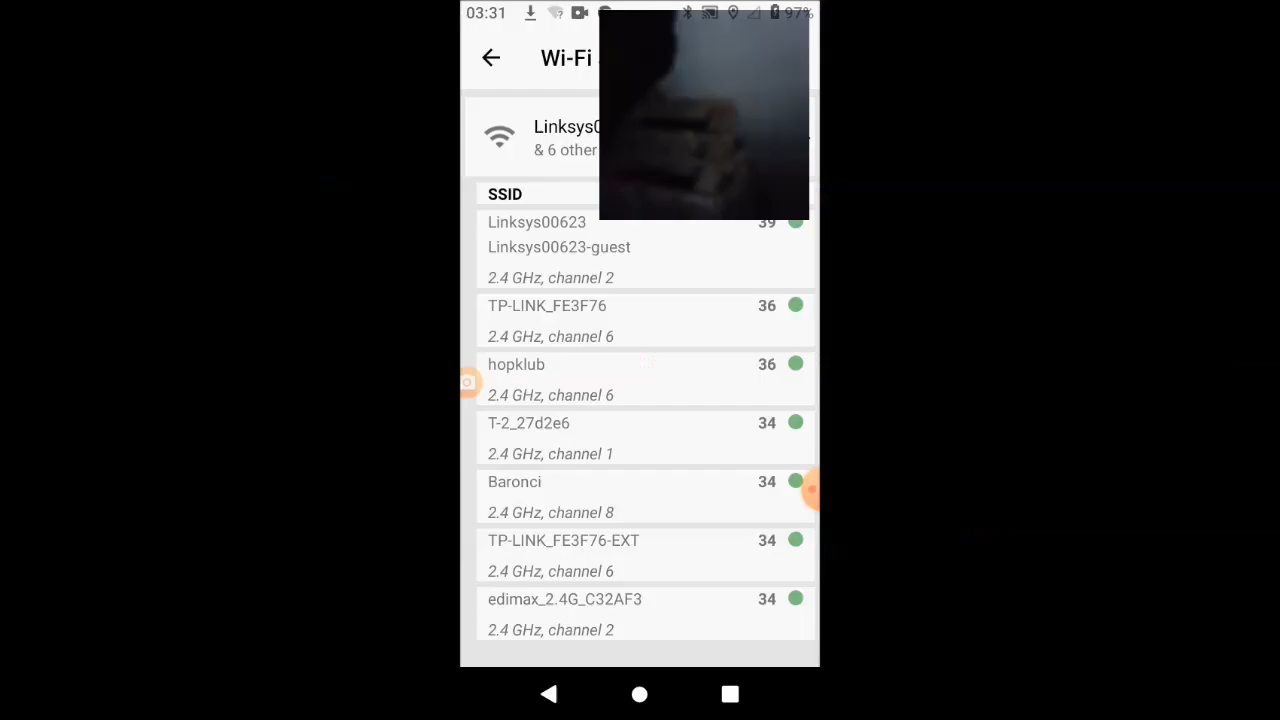 03:31 97%
Wi-Fi
Linksys0
& 6 other
SSID
Linksys00623 39
Linksys00623-guest
2.4 GHz, channel 2
TP-LINK_FE3F76 36
2.4 GHz, channel 6
hopklub 36
2.4 GHz, channel 6
T-2_27d2e6 34
2.4 GHz, channel 1
Baronci 34
2.4 GHz, channel 8
TP-LINK_FE3F76-EXT 34
2.4 GHz, channel 6
edimax_2.4G_C32AF3 34
2.4 GHz, channel 2